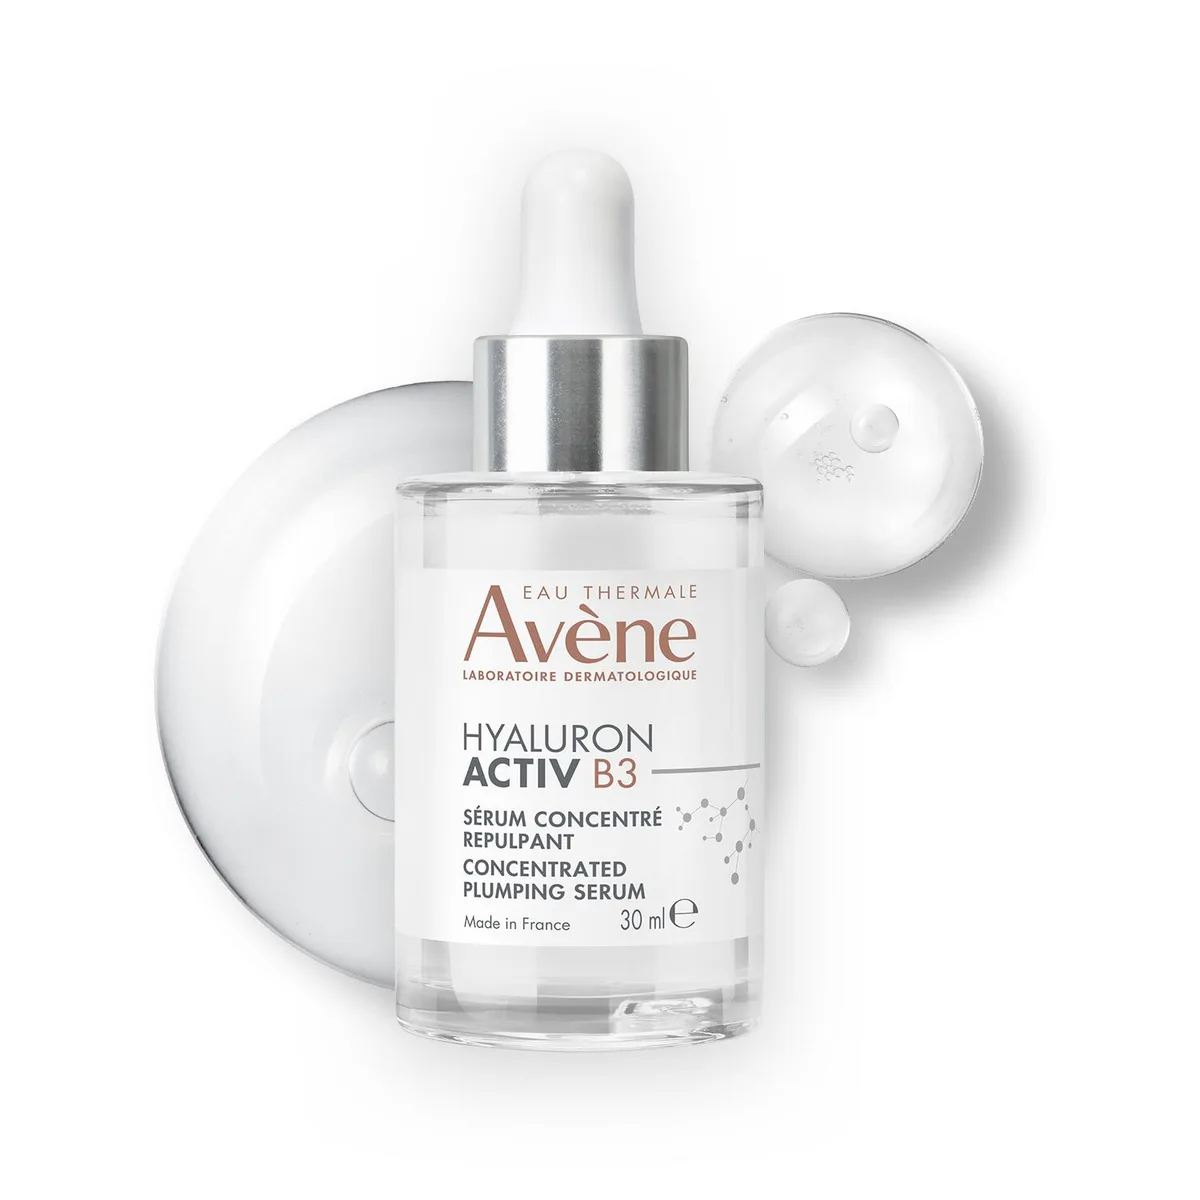 EAU THERMALE
Avène
LABORATOIRE DERMATOLOGIQUE
HYALURON
ACTIV B3
SÉRUM CONCENTRÉ
REPULPANT
CONCENTRATED
PLUMPING SERUM
Made in France 30 ml ℮